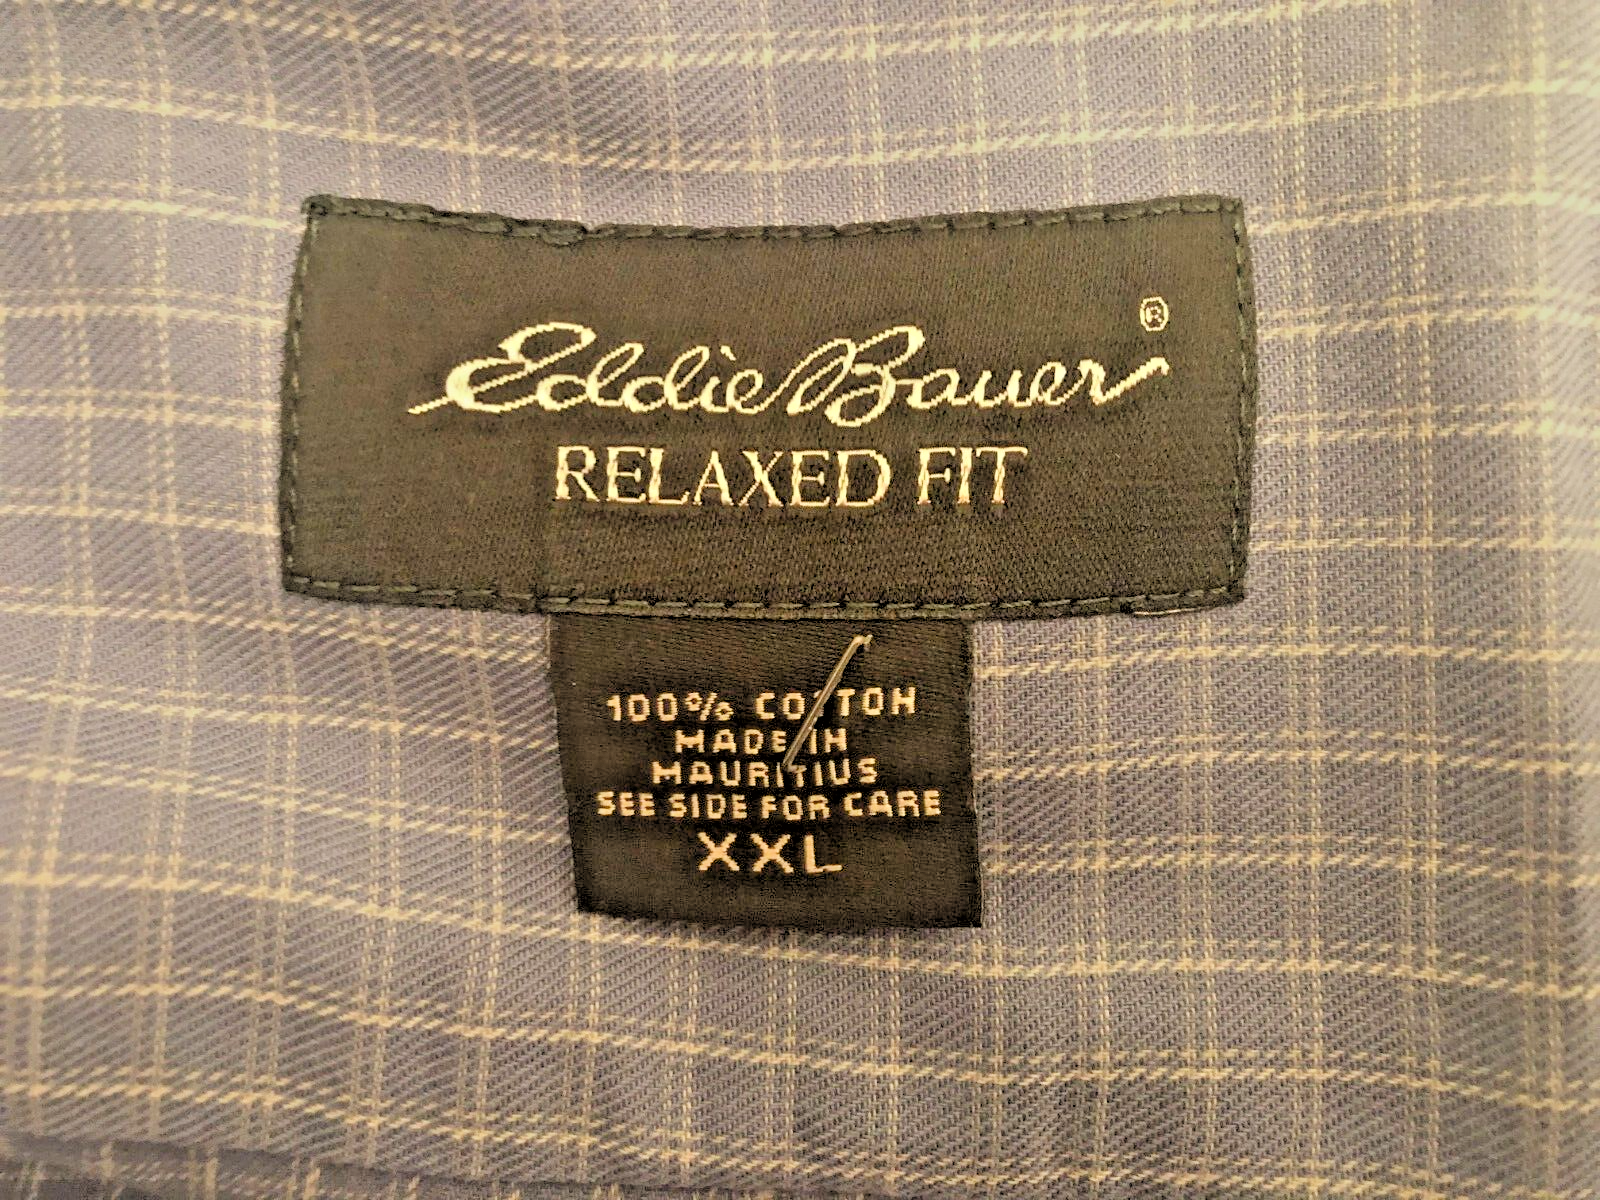 Eddie Bauer®
RELAXED FIT
100% COTTON
MADE IN
MAURITIUS
SEE SIDE FOR CARE
XXL